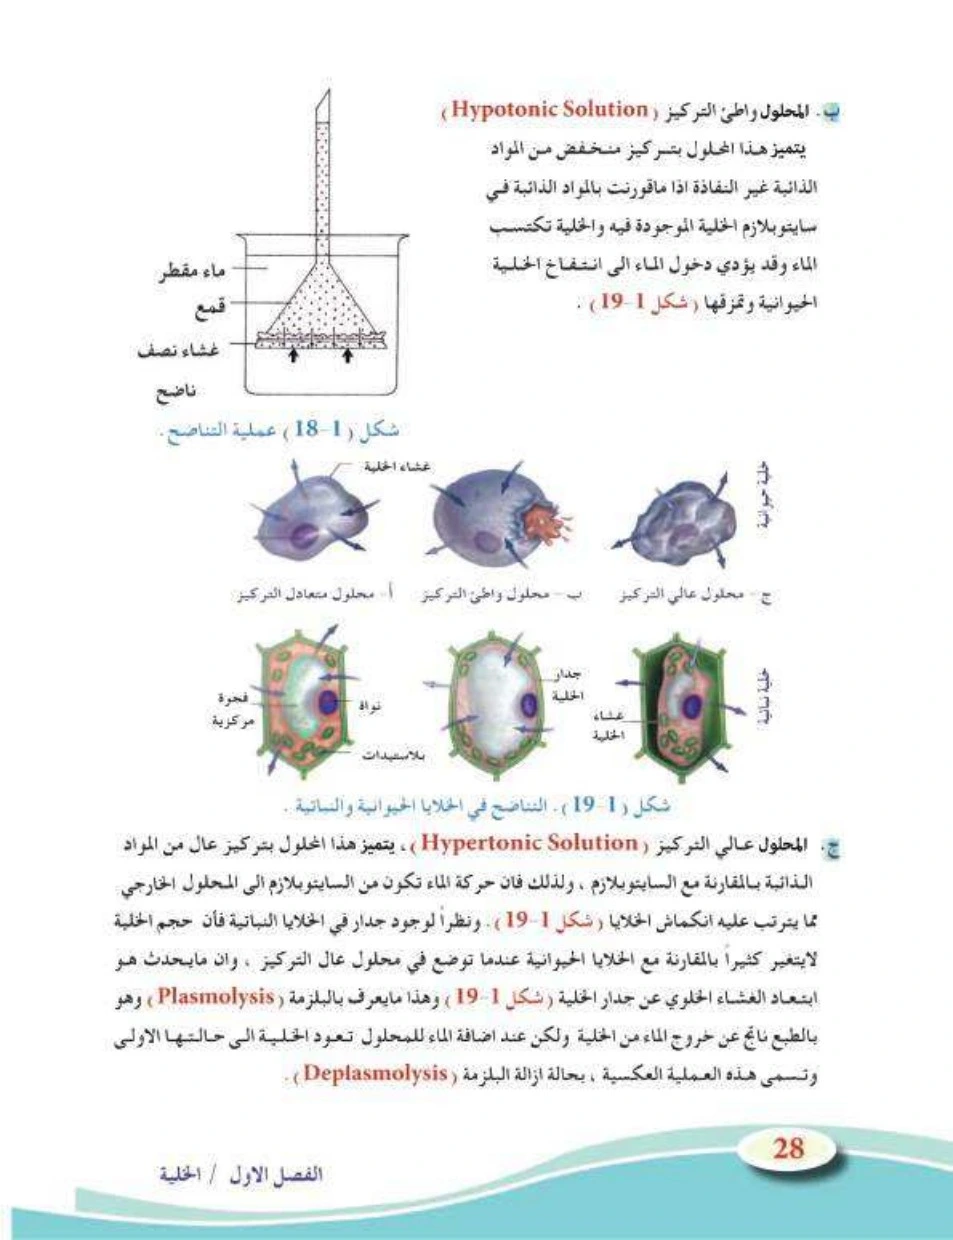 ب. المحلول واطئ التركيز (Hypotonic Solution)
يتميز هذا المحلول بتركيز منخفض من المواد
الذائبة غير النفاذة اذا ماقورنت بالمواد الذائبة في
سايتوبلازم الخلية الموجودة فيه والخلية تكتسب
الماء وقد يؤدي دخول الماء الى انتفاخ الخلية
الحيوانية وتمزقها (شكل 1-19).
ماء مقطر
قمع
غشاء نصف
ناضح
شكل (1-18) عملية التناضح.
غشاء الخلية
خلية حيوانية
أ- محلول متعادل التركيز
ب- محلول واطئ التركيز
ج- محلول عالي التركيز
فجوة
مركزية
نواة
بلاستيدات
جدار
الخلية
غشاء
الخلية
خلية نباتية
شكل (1-19). التناضح في الخلايا الحيوانية والنباتية.
ج. المحلول عالي التركيز (Hypertonic Solution)، يتميز هذا المحلول بتركيز عال من المواد
الذائبة بالمقارنة مع السايتوبلازم، ولذلك فان حركة الماء تكون من السايتوبلازم الى المحلول الخارجي
مما يترتب عليه انكماش الخلايا (شكل 1-19). ونظراً لوجود جدار في الخلايا النباتية فأن حجم الخلية
لايتغير كثيراً بالمقارنة مع الخلايا الحيوانية عندما توضع في محلول عال التركيز، وان مايحدث هو
ابتعاد الغشاء الخلوي عن جدار الخلية (شكل 1-19) وهذا مايعرف بالبلزمة (Plasmolysis) وهو
بالطبع ناتج عن خروج الماء من الخلية ولكن عند اضافة الماء للمحلول تعود الخلية الى حالتها الاولى
وتسمى هذه العملية العكسية، بحالة ازالة البلزمة (Deplasmolysis).
28
الفصل الاول / الخلية